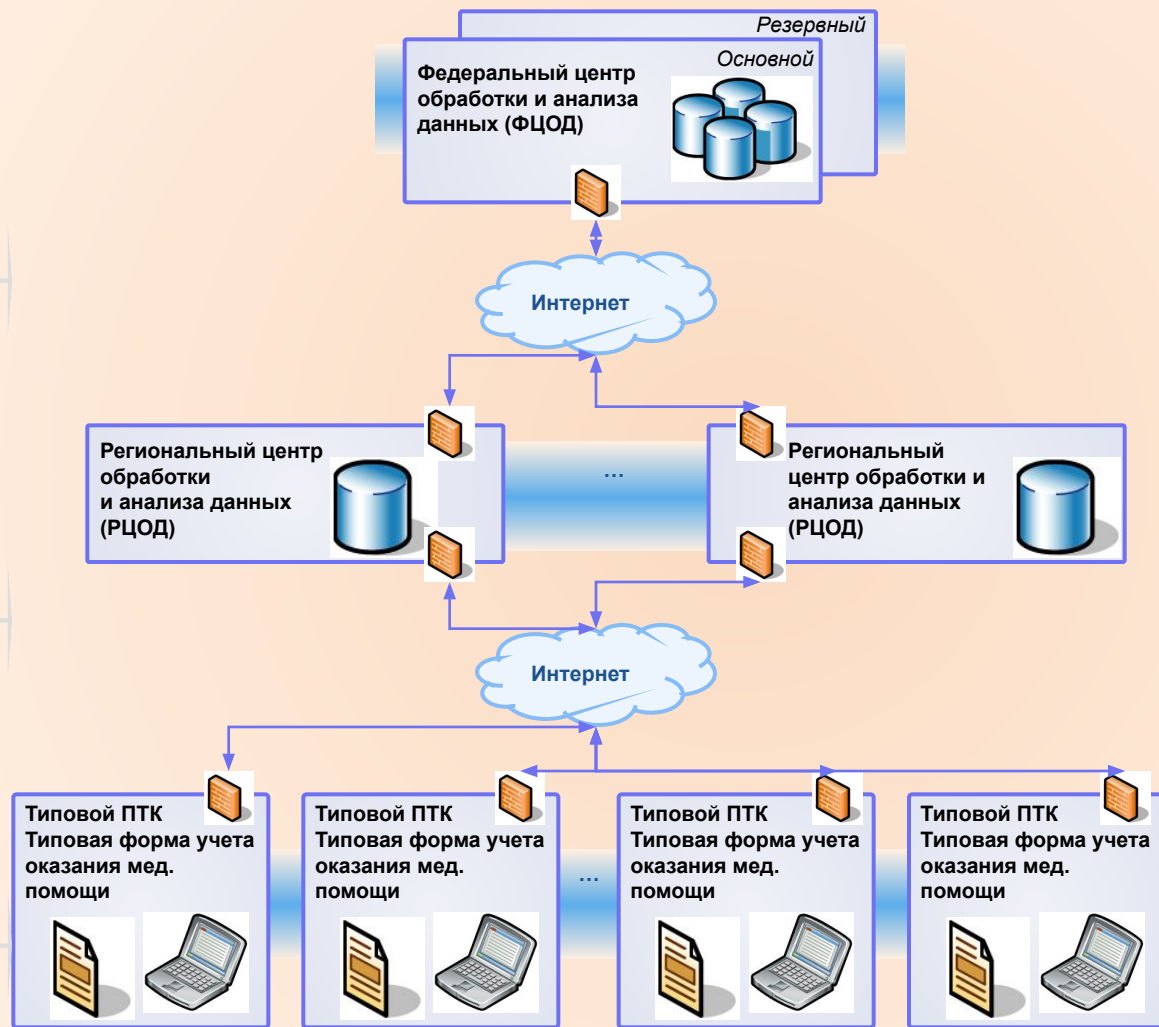 Резервный
Основной
Федеральный центр
обработки и анализа
данных (ФЦОД)
Интернет
Региональный центр
обработки
и анализа данных
(РЦОД)
...
Региональный
центр обработки и
анализа данных
(РЦОД)
Интернет
Типовой ПТК
Типовая форма учета
оказания мед.
помощи
Типовой ПТК
Типовая форма учета
оказания мед.
помощи
...
Типовой ПТК
Типовая форма учета
оказания мед.
помощи
Типовой ПТК
Типовая форма учета
оказания мед.
помощи